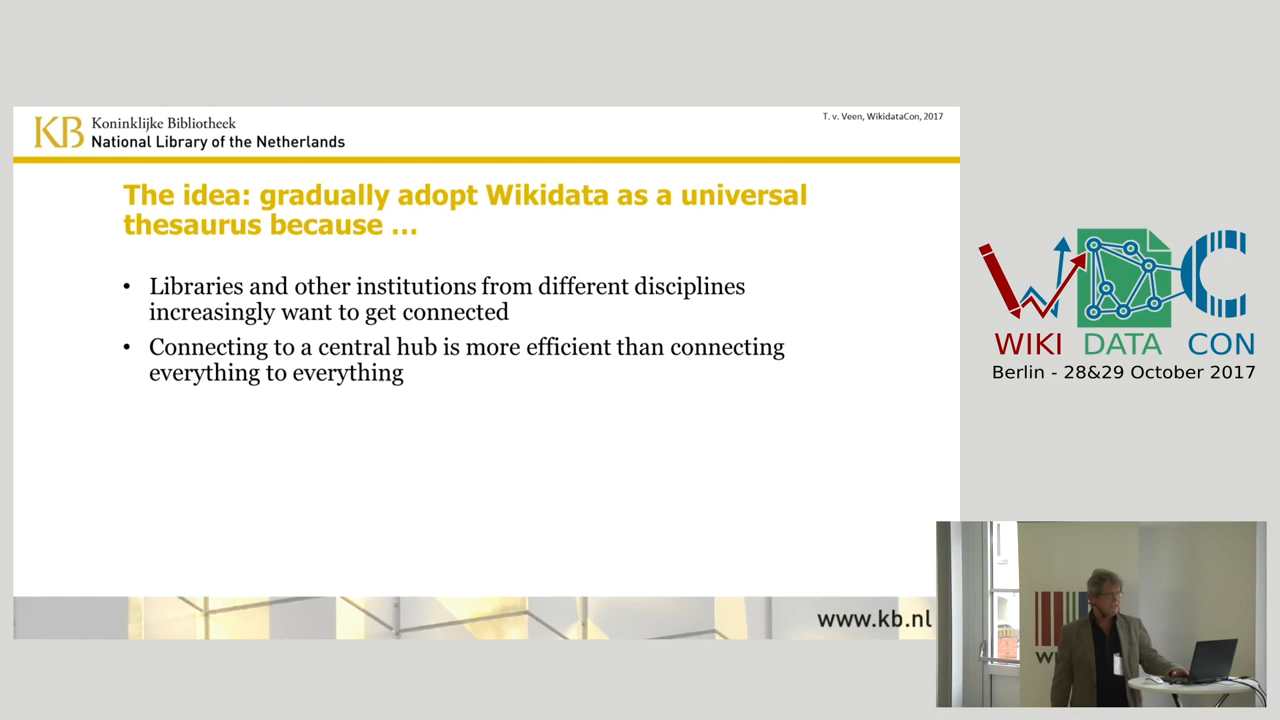 KB Koninklijke Bibliotheek
National Library of the Netherlands
T. v. Veen, WikidataCon, 2017
The idea: gradually adopt Wikidata as a universal
thesaurus because ...
• Libraries and other institutions from different disciplines
increasingly want to get connected
• Connecting to a central hub is more efficient than connecting
everything to everything
www.kb.nl
WIKI DATA CON
Berlin - 28&29 October 2017